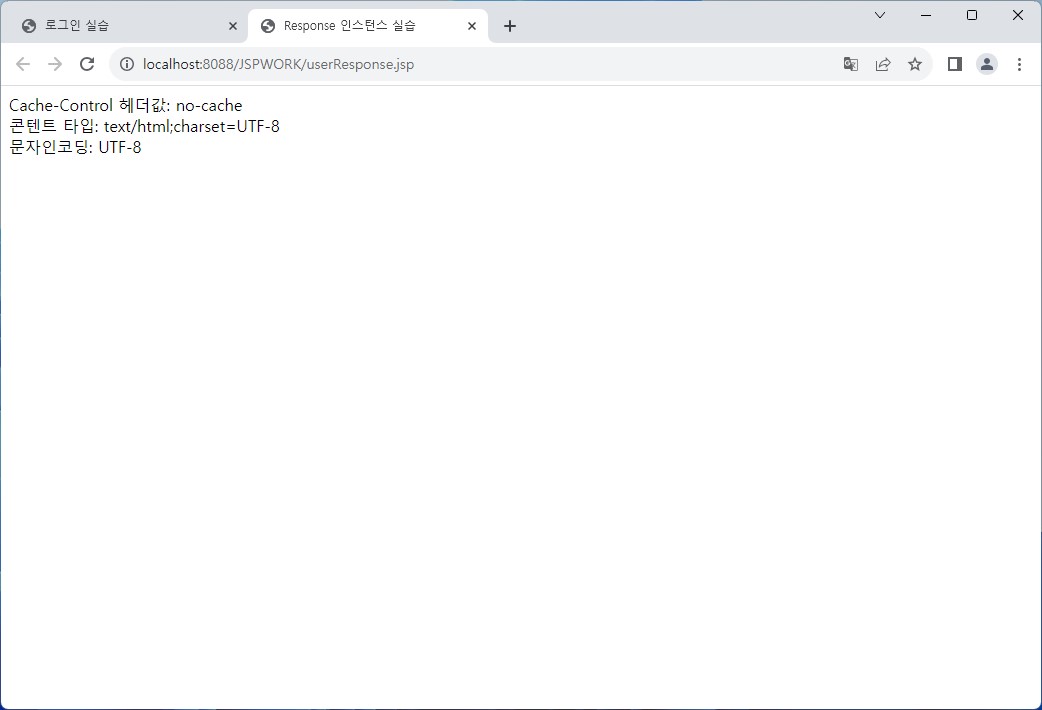 로그인 실습
Response 인스턴스 실습
localhost:8088/JSPWORK/userResponse.jsp
Cache-Control 헤더값: no-cache
콘텐트 타입: text/html;charset=UTF-8
문자인코딩: UTF-8